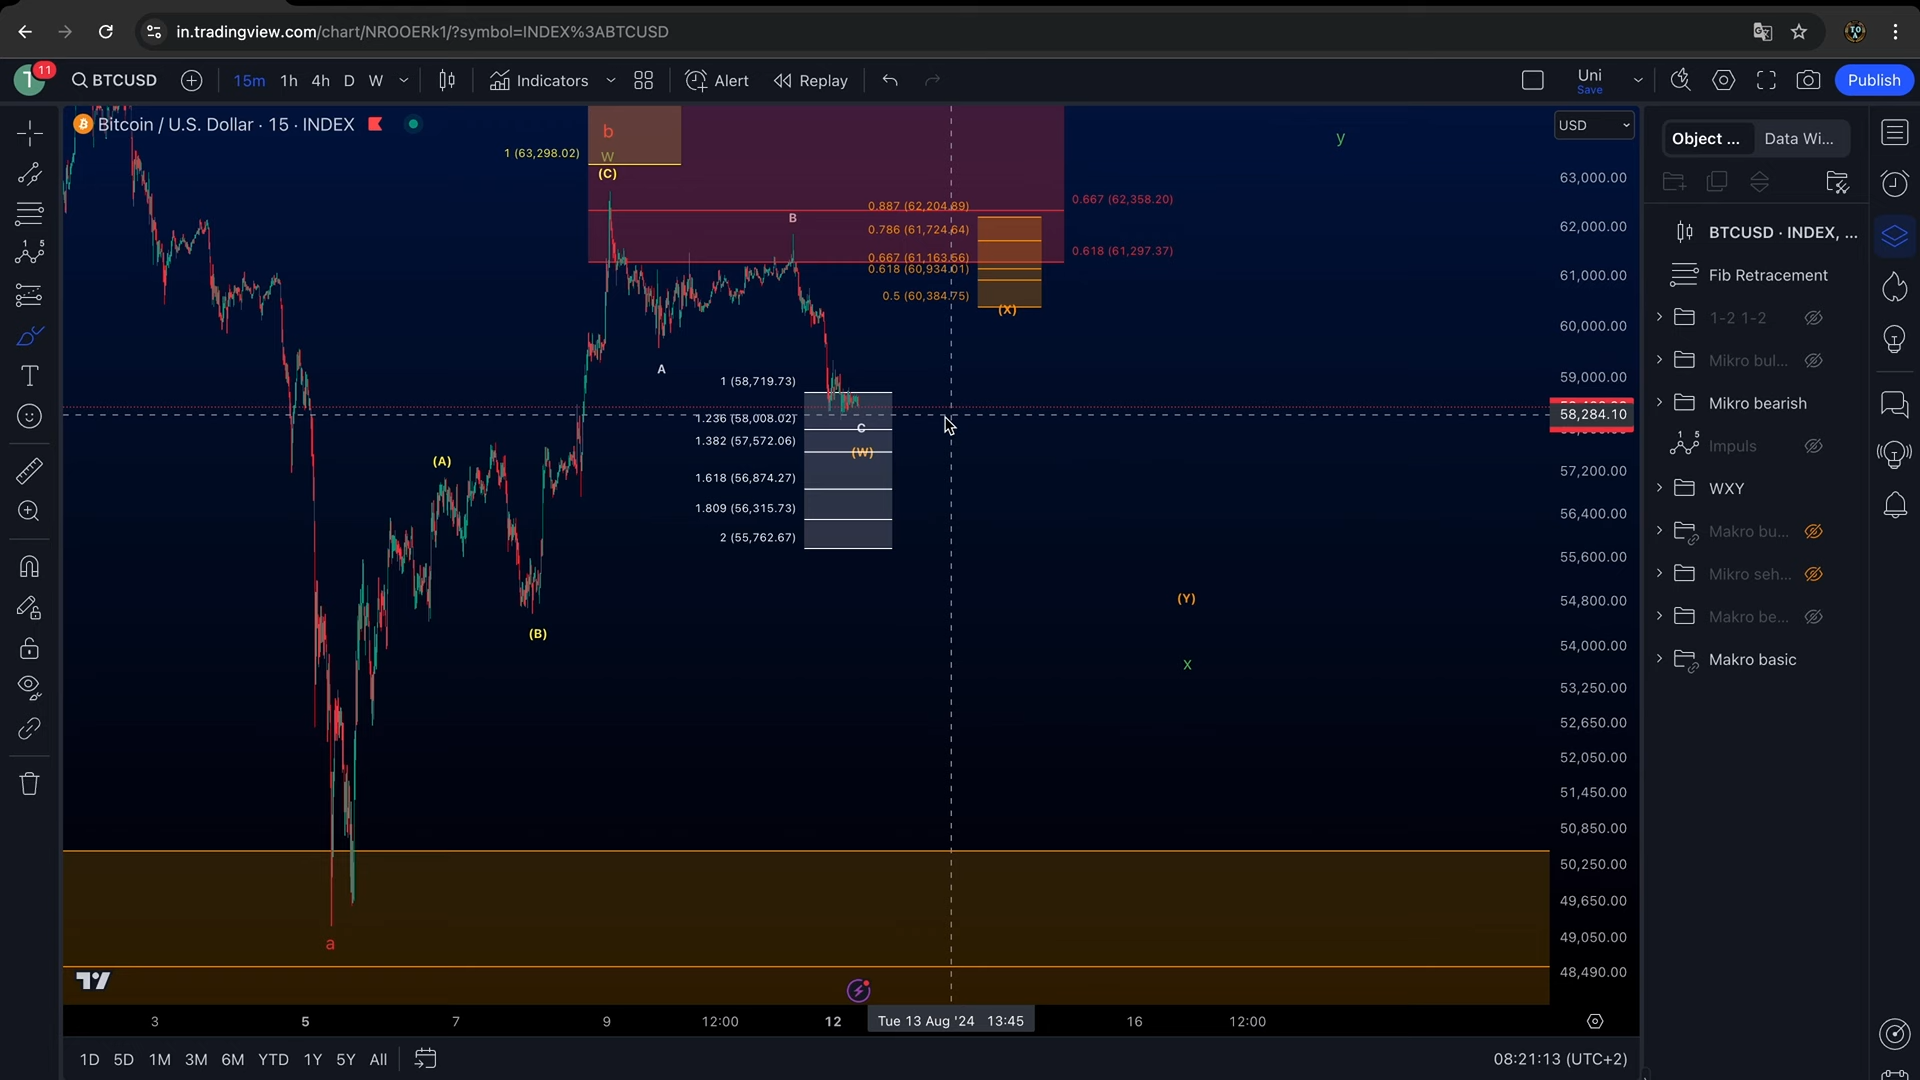 in.tradingview.com/chart/NROOERk1/?symbol=INDEX%3ABTCUSD
T 11 BTCUSD 15m 1h 4h D W Indicators Alert Replay Uni Save Publish
Bitcoin / U.S. Dollar · 15 · INDEX
USD
Object ... Data Wi...
b
w
(C)
1 (63,298.02)
y
0.887 (62,204.89)
0.667 (62,358.20)
B
0.786 (61,724.64)
0.667 (61,163.56)
0.618 (61,297.37)
0.618 (60,934.01)
0.5 (60,384.75)
(X)
A
1 (58,719.73)
1.236 (58,008.02)
C
1.382 (57,572.06)
(W)
(A)
1.618 (56,874.27)
1.809 (56,315.73)
2 (55,762.67)
(Y)
(B)
x
a
63,000.00
62,000.00
61,000.00
60,000.00
59,000.00
58,284.10
57,200.00
56,400.00
55,600.00
54,800.00
54,000.00
53,250.00
52,650.00
52,050.00
51,450.00
50,850.00
50,250.00
49,650.00
49,050.00
48,490.00
BTCUSD · INDEX, ...
Fib Retracement
1-2 1-2
Mikro bul...
Mikro bearish
Impuls
WXY
Makro bu...
Mikro seh...
Makro be...
Makro basic
3 5 7 9 12:00 12 Tue 13 Aug '24 13:45 16 12:00
1D 5D 1M 3M 6M YTD 1Y 5Y All
08:21:13 (UTC+2)